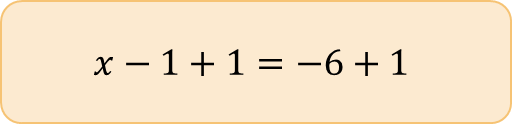 x − 1 + 1 = −6 + 1